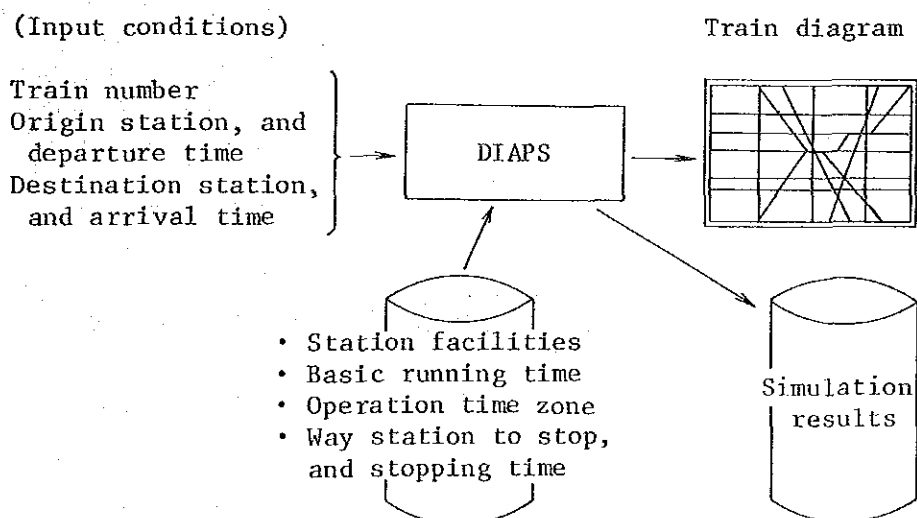 (Input conditions)
Train diagram
Train number
Origin station, and
departure time
Destination station,
and arrival time
DIAPS
• Station facilities
• Basic running time
• Operation time zone
• Way station to stop,
and stopping time
Simulation
results